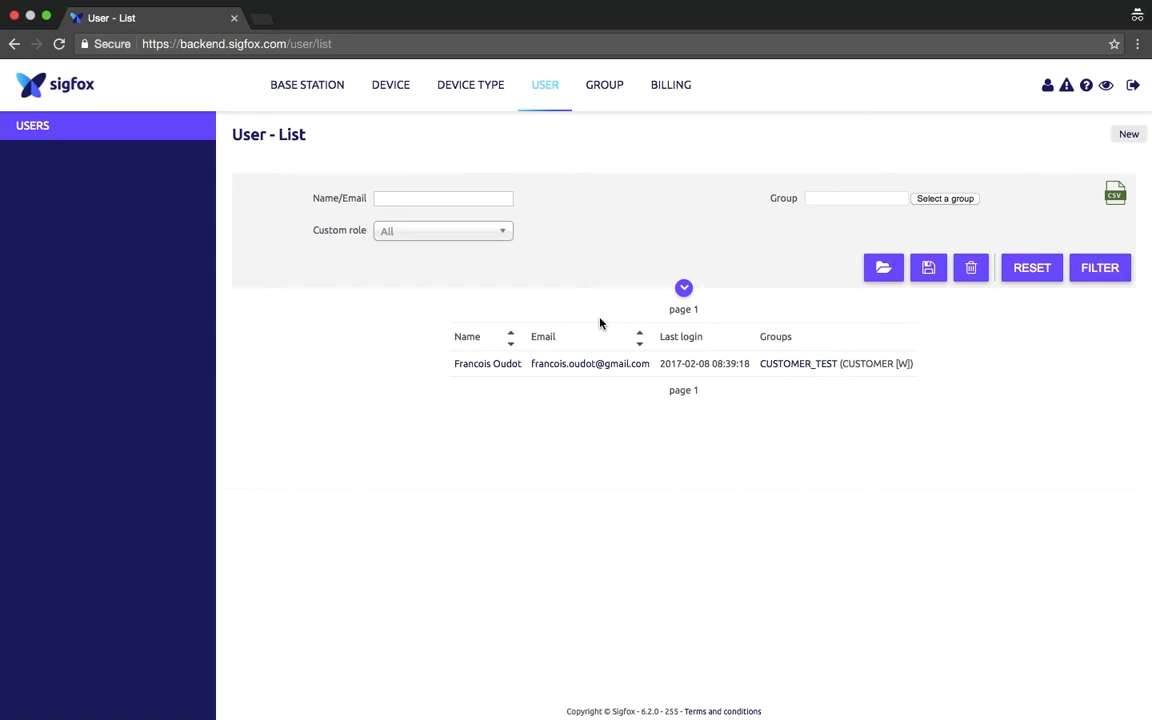 User - List
Secure https://backend.sigfox.com/user/list
sigfox BASE STATION DEVICE DEVICE TYPE USER GROUP BILLING
USERS
User - List New
Name/Email Group Select a group CSV
Custom role All
RESET FILTER
page 1
Name Email Last login Groups
Francois Oudot francois.oudot@gmail.com 2017-02-08 08:39:18 CUSTOMER_TEST (CUSTOMER [W])
page 1
Copyright © Sigfox - 6.2.0 - 255 - Terms and conditions